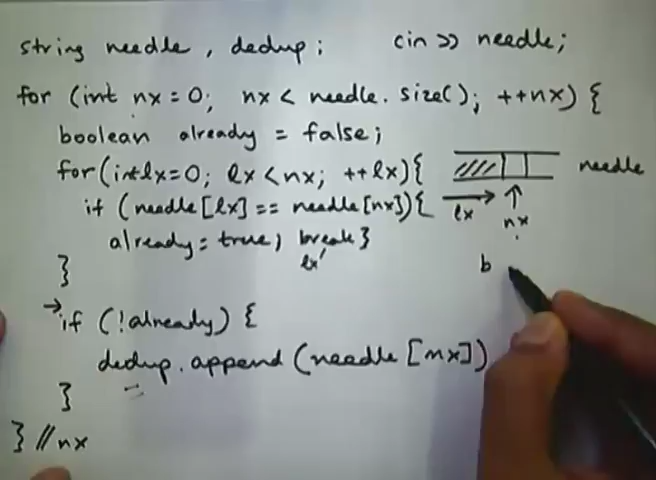 string needle, dedup;    cin >> needle;
for (int nx = 0; nx < needle.size(); ++nx) {
boolean already = false;
for (int lx=0; lx < nx; ++lx) {
needle
if (needle[lx] == needle[nx]) {
lx
nx
already = true; break }
lx'
b
}
if (!already) {
dedup.append (needle [nx])
}
} // nx